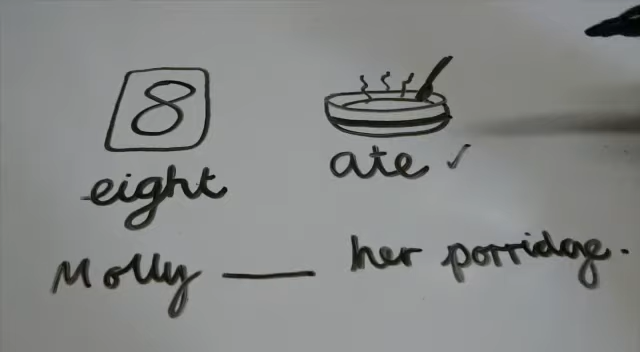 8
eight ate ✓
Molly ___ her porridge.